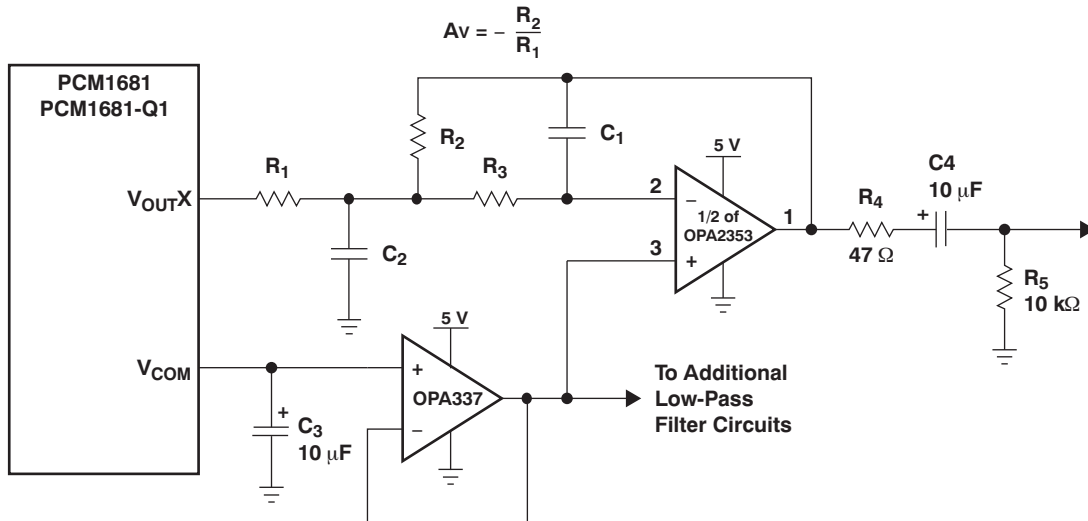 Av = – R2/R1
PCM1681
PCM1681-Q1
R2
C1
5 V
C4
10 μF
R1
R3
VOUTX
2
–
1/2 of
OPA2353
1
R4
+
47 Ω
3
+
C2
R5
10 kΩ
5 V
VCOM
+
OPA337
–
To Additional
Low-Pass
Filter Circuits
+
C3
10 μF